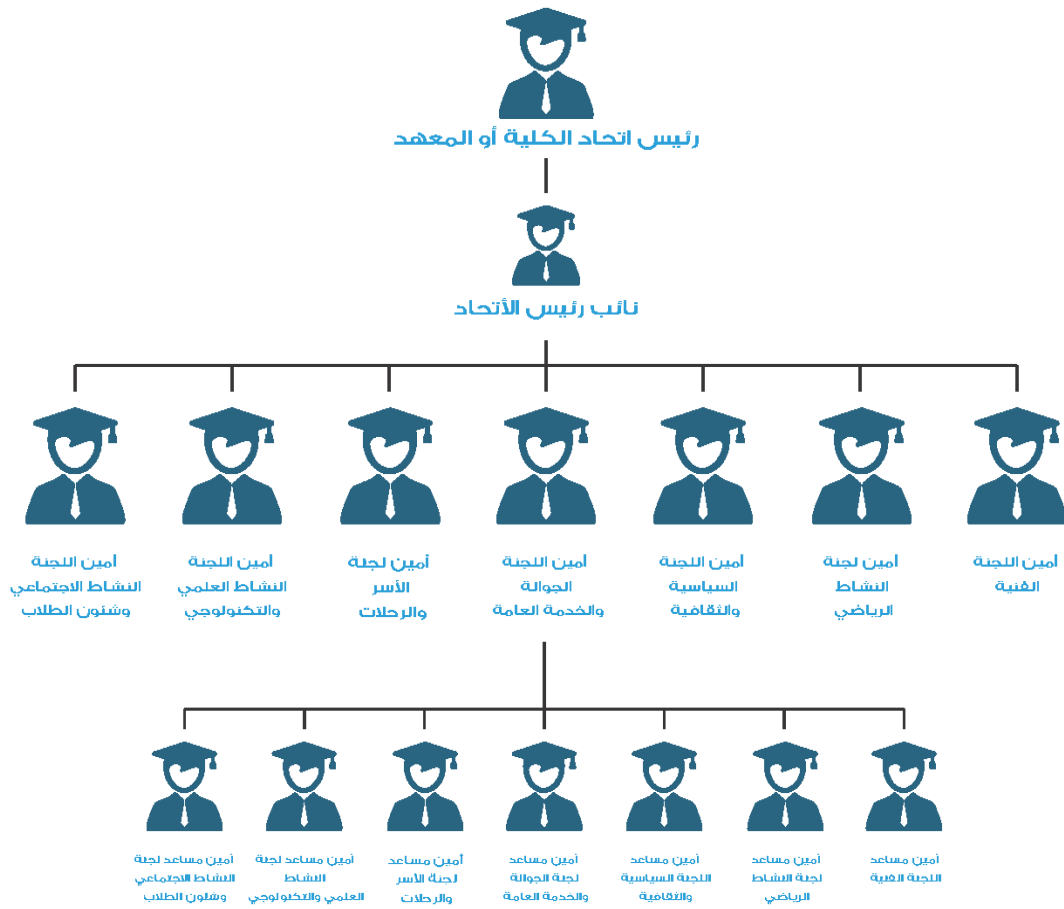 رئيس اتحاد الكلية أو المعهد
نائب رئيس الأتحاد
أمين اللجنة
الفنية
أمين لجنة
النشاط
الرياضي
أمين اللجنة
السياسية
والثقافية
أمين اللجنة
الجوالة
والخدمة العامة
أمين لجنة
الأسر
والرحلات
أمين اللجنة
النشاط العلمي
والتكنولوجي
أمين اللجنة
النشاط الاجتماعي
وشئون الطلاب
أمين مساعد
اللجنة الفنية
أمين مساعد
لجنة النشاط
الرياضي
أمين مساعد
اللجنة السياسية
والثقافية
أمين مساعد
لجنة الجوالة
والخدمة العامة
أمين مساعد
لجنة الأسر
والرحلات
أمين مساعد لجنة
النشاط
العلمي والتكنولوجي
أمين مساعد لجنة
النشاط الاجتماعي
وشئون الطلاب